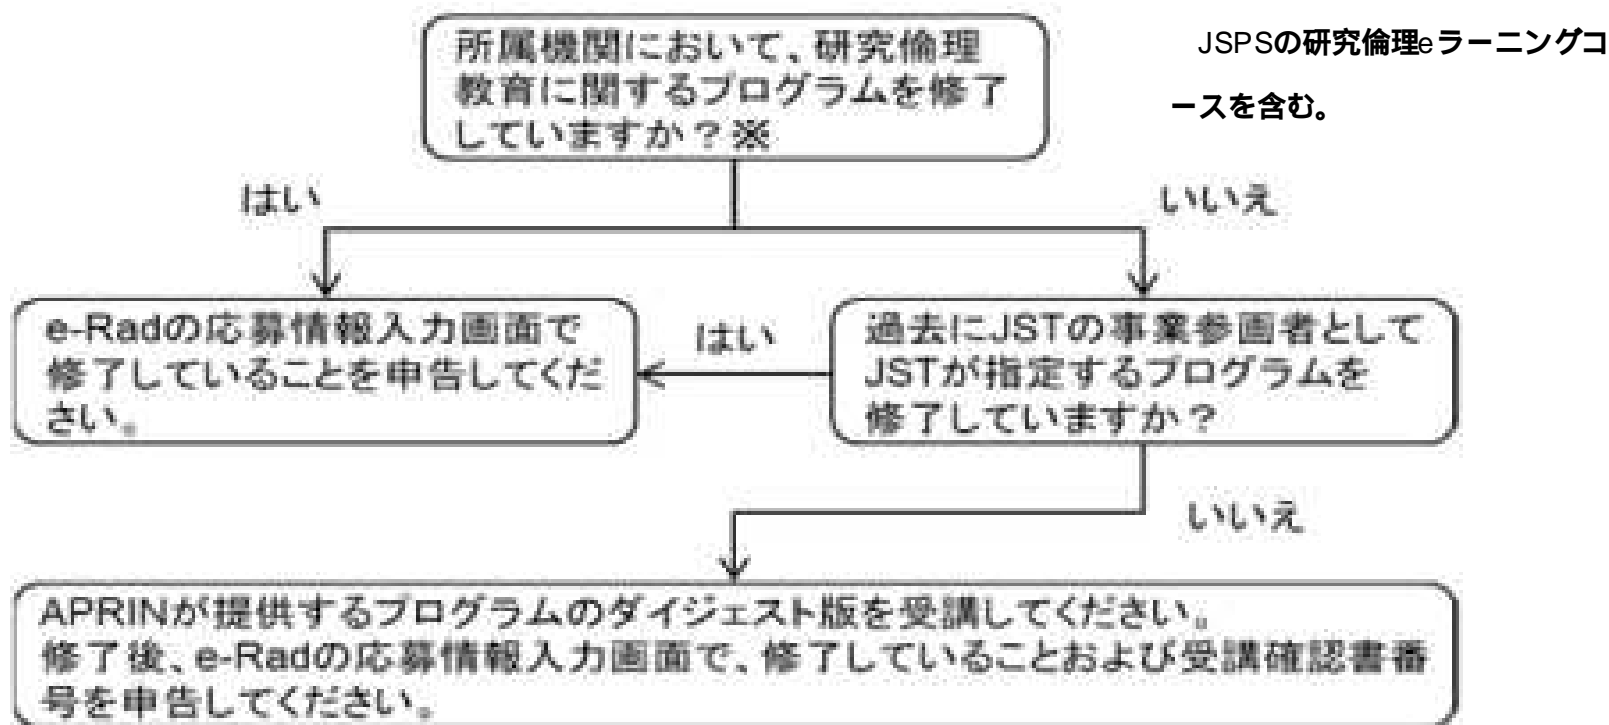 所属機関において、研究倫理
教育に関するプログラムを修了
していますか？※
JSPSの研究倫理eラーニングコ
ースを含む。
はい
いいえ
e-Radの応募情報入力画面で
修了していることを申告してくだ
さい。
はい
過去にJSTの事業参画者として
JSTが指定するプログラムを
修了していますか？
いいえ
APRINが提供するプログラムのダイジェスト版を受講してください。
修了後、e-Radの応募情報入力画面で、修了していることおよび受講確認書番
号を申告してください。